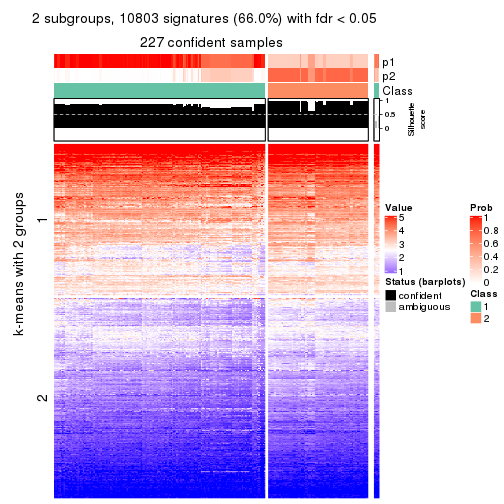 2 subgroups, 10803 signatures (66.0%) with fdr < 0.05
227 confident samples
p1
p2
Class
1
0.5
0
Silhouette
score
k-means with 2 groups
1
2
Value
5
4
3
2
1
Status (barplots)
confident
ambiguous
Prob
1
0.8
0.6
0.4
0.2
0
Class
1
2